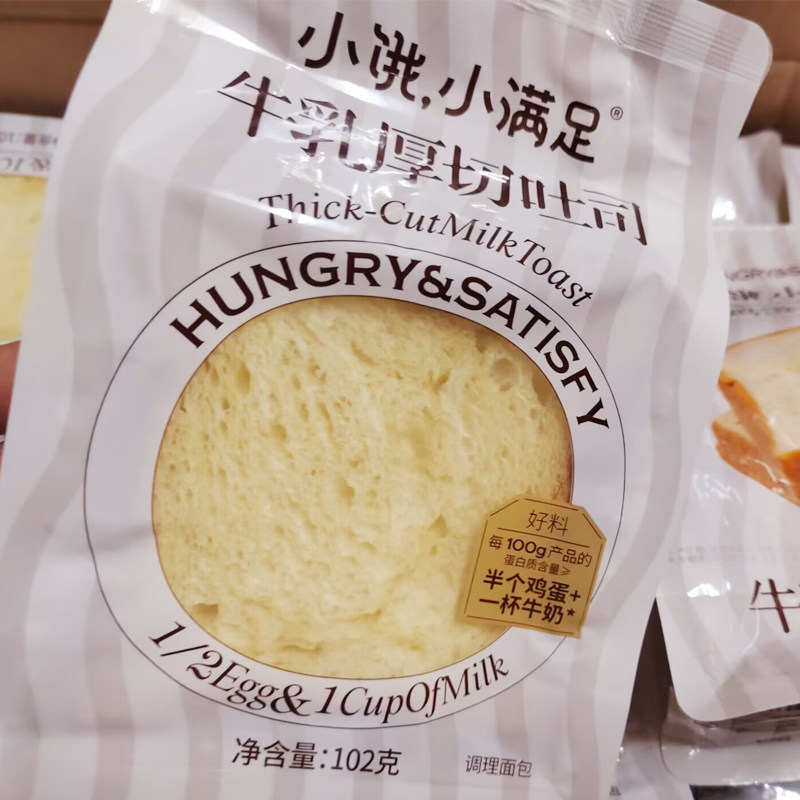 小饿,小满足®
牛乳厚切吐司
Thick-CutMilkToast
HUNGRY&SATISFY
好料
每100g产品的
蛋白质含量≥
半个鸡蛋+
一杯牛奶*
1/2Egg&1CupOfMilk
净含量:102克
调理面包